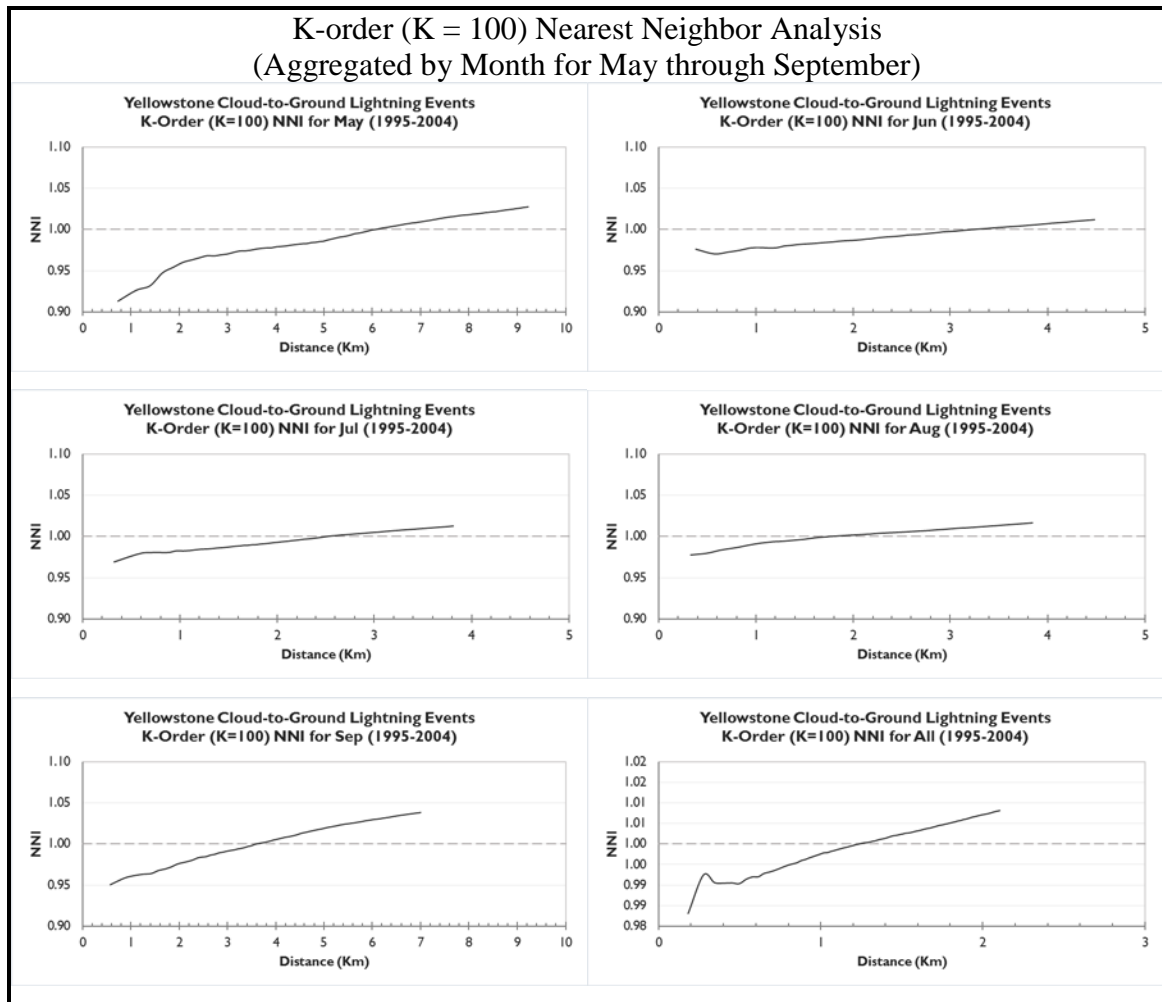 K-order (K = 100) Nearest Neighbor Analysis
(Aggregated by Month for May through September)
Yellowstone Cloud-to-Ground Lightning Events
K-Order (K=100) NNI for May (1995-2004)
1.10
1.05
1.00
0.95
0.90
NNI
0 1 2 3 4 5 6 7 8 9 10
Distance (Km)
Yellowstone Cloud-to-Ground Lightning Events
K-Order (K=100) NNI for Jun (1995-2004)
1.10
1.05
1.00
0.95
0.90
NNI
0 1 2 3 4 5
Distance (Km)
Yellowstone Cloud-to-Ground Lightning Events
K-Order (K=100) NNI for Jul (1995-2004)
1.10
1.05
1.00
0.95
0.90
NNI
0 1 2 3 4 5
Distance (Km)
Yellowstone Cloud-to-Ground Lightning Events
K-Order (K=100) NNI for Aug (1995-2004)
1.10
1.05
1.00
0.95
0.90
NNI
0 1 2 3 4 5
Distance (Km)
Yellowstone Cloud-to-Ground Lightning Events
K-Order (K=100) NNI for Sep (1995-2004)
1.10
1.05
1.00
0.95
0.90
NNI
0 1 2 3 4 5 6 7 8 9 10
Distance (Km)
Yellowstone Cloud-to-Ground Lightning Events
K-Order (K=100) NNI for All (1995-2004)
1.02
1.02
1.01
1.01
1.00
1.00
0.99
0.99
0.98
NNI
0 1 2 3
Distance (Km)